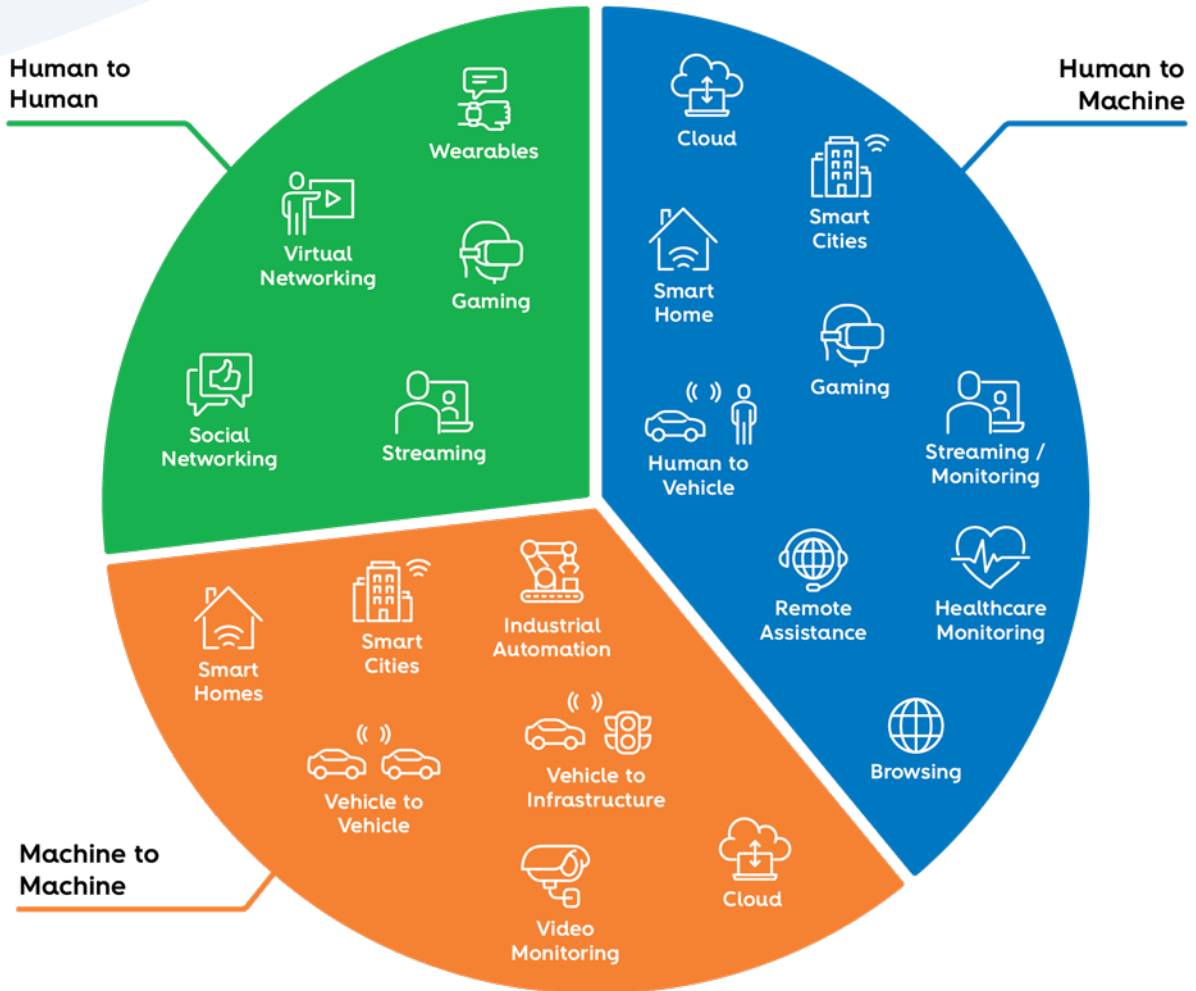 Human to
Human
Wearables
Virtual
Networking
Gaming
Social
Networking
Streaming
Human to
Machine
Cloud
Smart
Cities
Smart
Home
Gaming
Human to
Vehicle
Streaming /
Monitoring
Remote
Assistance
Healthcare
Monitoring
Browsing
Machine to
Machine
Smart
Homes
Smart
Cities
Industrial
Automation
Vehicle to
Vehicle
Vehicle to
Infrastructure
Video
Monitoring
Cloud